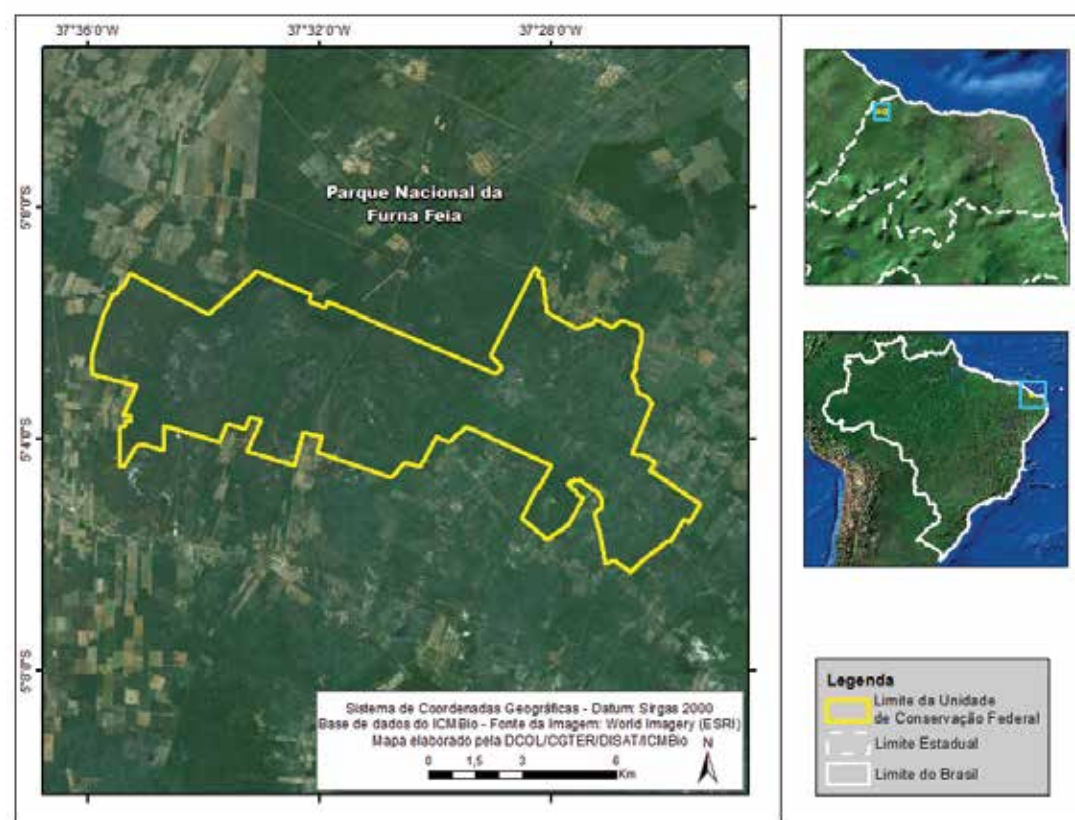 37°36'0"W
37°32'0"W
37°28'0"W
5°0'0"S
5°4'0"S
5°8'0"S
Parque Nacional da
Furna Feia
Sistema de Coordenadas Geográficas - Datum: Sirgas 2000
Base de dados do ICMBio - Fonte da Imagem: World Imagery (ESRI)
Mapa elaborado pela DCOL/CGTER/DISAT/ICMBio
N
0 1,5 3 6
Km
Legenda
Limite da Unidade
de Conservação Federal
Limite Estadual
Limite do Brasil